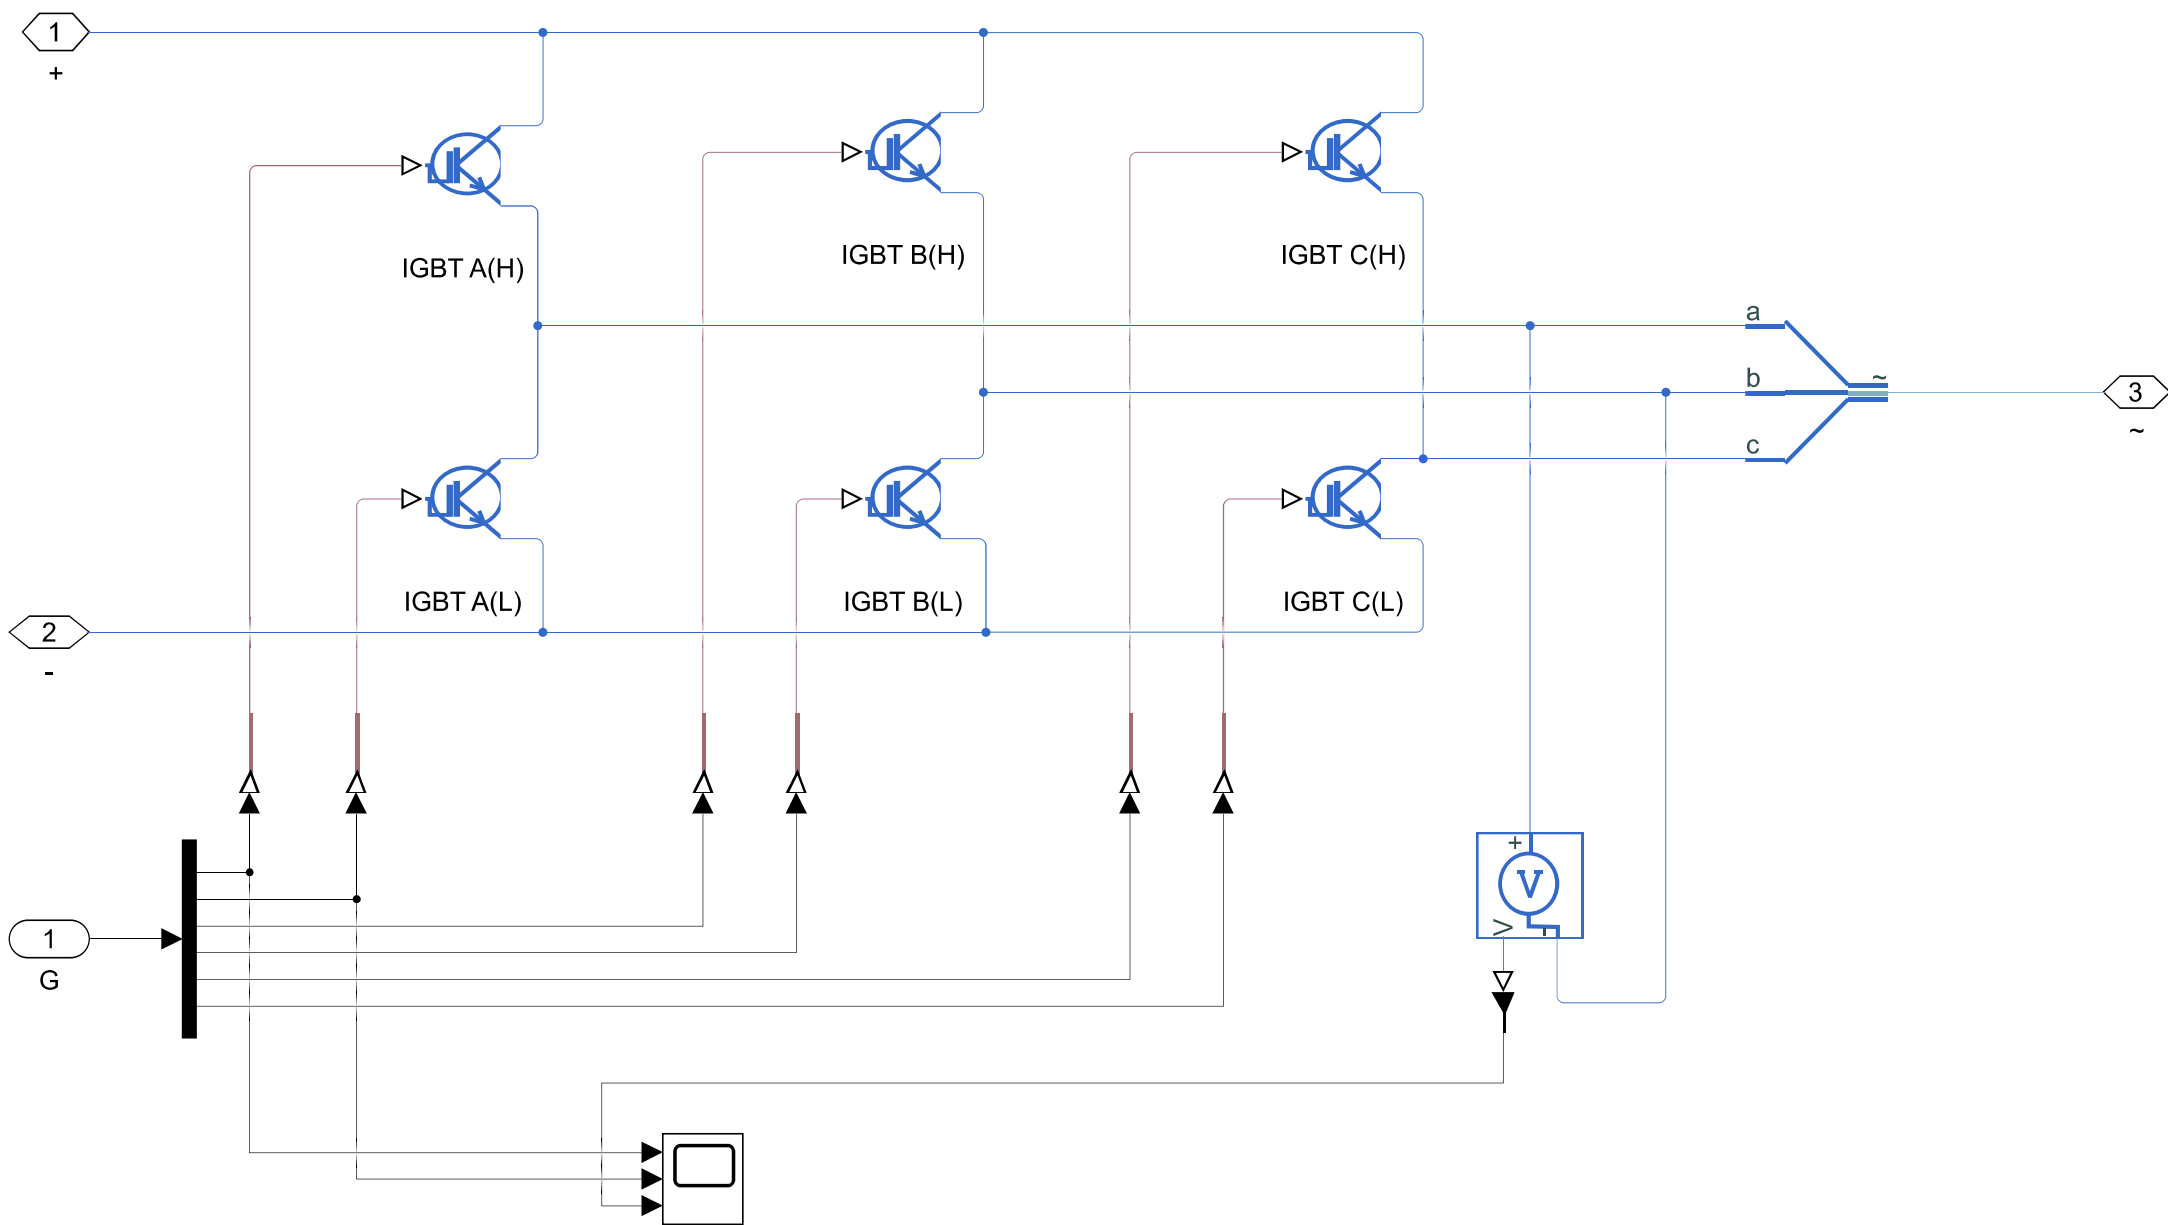 1
+
IGBT A(H)
IGBT B(H)
IGBT C(H)
a
b
~
c
3
~
IGBT A(L)
IGBT B(L)
IGBT C(L)
2
-
+
V
V
-
1
G